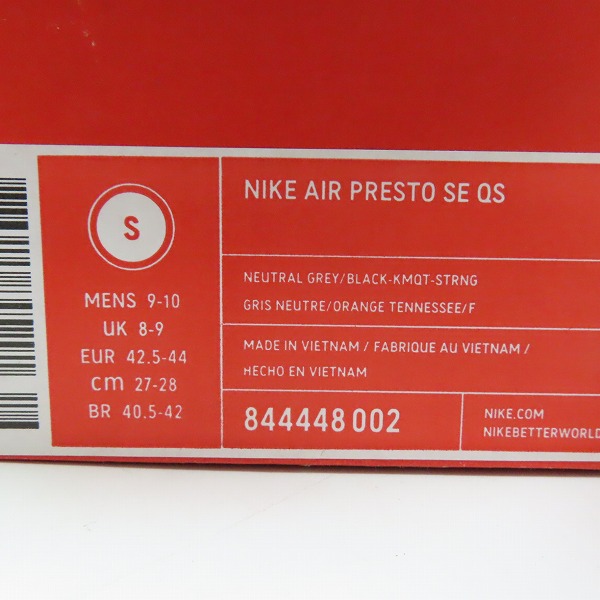 S
MENS 9-10
UK 8-9
EUR 42.5-44
cm 27-28
BR 40.5-42
NIKE AIR PRESTO SE QS
NEUTRAL GREY/BLACK-KMQT-STRNG
GRIS NEUTRE/ORANGE TENNESSEE/F
MADE IN VIETNAM / FABRIQUE AU VIETNAM /
HECHO EN VIETNAM
844448 002
NIKE.COM
NIKEBETTERWORLD